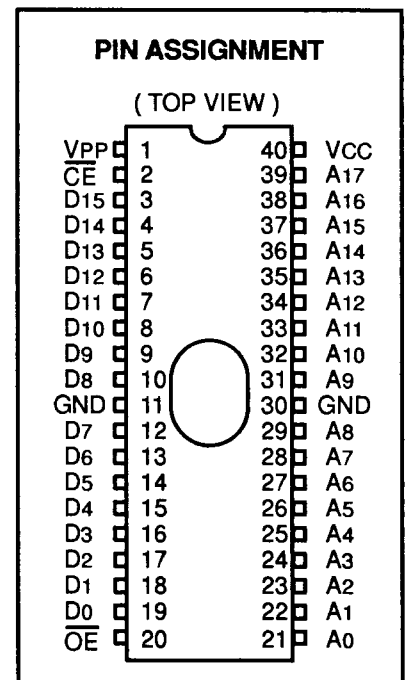 PIN ASSIGNMENT
( TOP VIEW )
VPP 1 40 VCC
CE 2 39 A17
D15 3 38 A16
D14 4 37 A15
D13 5 36 A14
D12 6 35 A13
D11 7 34 A12
D10 8 33 A11
D9 9 32 A10
D8 10 31 A9
GND 11 30 GND
D7 12 29 A8
D6 13 28 A7
D5 14 27 A6
D4 15 26 A5
D3 16 25 A4
D2 17 24 A3
D1 18 23 A2
D0 19 22 A1
OE 20 21 A0